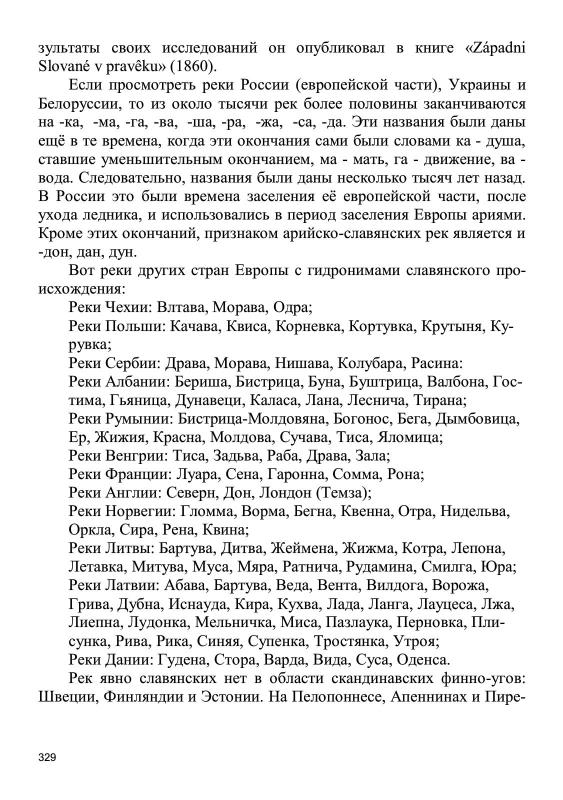 зультаты своих исследований он опубликовал в книге «Západni
Slované v pravêku» (1860).
Если просмотреть реки России (европейской части), Украины и
Белоруссии, то из около тысячи рек более половины заканчиваются
на -ка, -ма, -га, -ва, -ша, -ра, -жа, -са, -да. Эти названия были даны
ещё в те времена, когда эти окончания сами были словами ка - душа,
ставшие уменьшительным окончанием, ма - мать, га - движение, ва -
вода. Следовательно, названия были даны несколько тысяч лет назад.
В России это были времена заселения её европейской части, после
ухода ледника, и использовались в период заселения Европы ариями.
Кроме этих окончаний, признаком арийско-славянских рек является и
-дон, дан, дун.
Вот реки других стран Европы с гидронимами славянского про-
исхождения:
Реки Чехии: Влтава, Морава, Одра;
Реки Польши: Качава, Квиса, Корневка, Кортувка, Крутыня, Ку-
рувка;
Реки Сербии: Драва, Морава, Нишава, Колубара, Расина:
Реки Албании: Бериша, Бистрица, Буна, Буштрица, Валбона, Гос-
тима, Гьяница, Дунавеци, Каласа, Лана, Леснича, Тирана;
Реки Румынии: Бистрица-Молдовяна, Богонос, Бега, Дымбовица,
Ер, Жижия, Красна, Молдова, Сучава, Тиса, Яломица;
Реки Венгрии: Тиса, Задьва, Раба, Драва, Зала;
Реки Франции: Луара, Сена, Гаронна, Сомма, Рона;
Реки Англии: Северн, Дон, Лондон (Темза);
Реки Норвегии: Гломма, Ворма, Бегна, Квенна, Отра, Нидельва,
Оркла, Сира, Рена, Квина;
Реки Литвы: Бартува, Дитва, Жеймена, Жижма, Котра, Лепона,
Летавка, Митува, Муса, Мяра, Ратнича, Рудамина, Смилга, Юра;
Реки Латвии: Абава, Бартува, Веда, Вента, Вилдога, Ворожа,
Грива, Дубна, Иснауда, Кира, Кухва, Лада, Ланга, Лауцеса, Лжа,
Лиепна, Лудонка, Мельничка, Миса, Пазлаука, Перновка, Пли-
сунка, Рива, Рика, Синяя, Супенка, Тростянка, Утроя;
Реки Дании: Гудена, Стора, Варда, Вида, Суса, Оденса.
Рек явно славянских нет в области скандинавских финно-угов:
Швеции, Финляндии и Эстонии. На Пелопоннесе, Апеннинах и Пире-
329